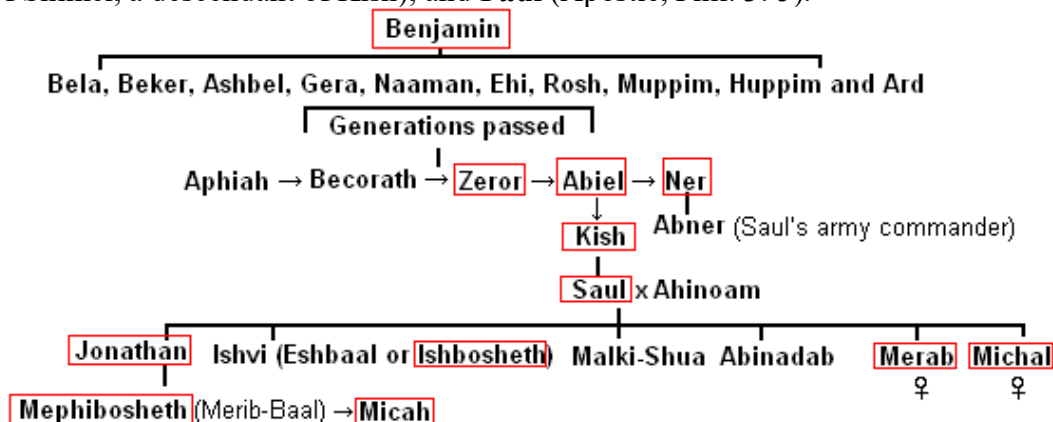 Benjamin
Bela, Beker, Ashbel, Gera, Naaman, Ehi, Rosh, Muppim, Huppim and Ard
Generations passed
Aphiah → Becorath → Zeror → Abiel → Ner
↓
Kish Abner (Saul's army commander)
Saul x Ahinoam
Jonathan Ishvi (Eshbaal or Ishbosheth) Malki-Shua Abinadab Merab Michal
♀ ♀
Mephibosheth (Merib-Baal) → Micah